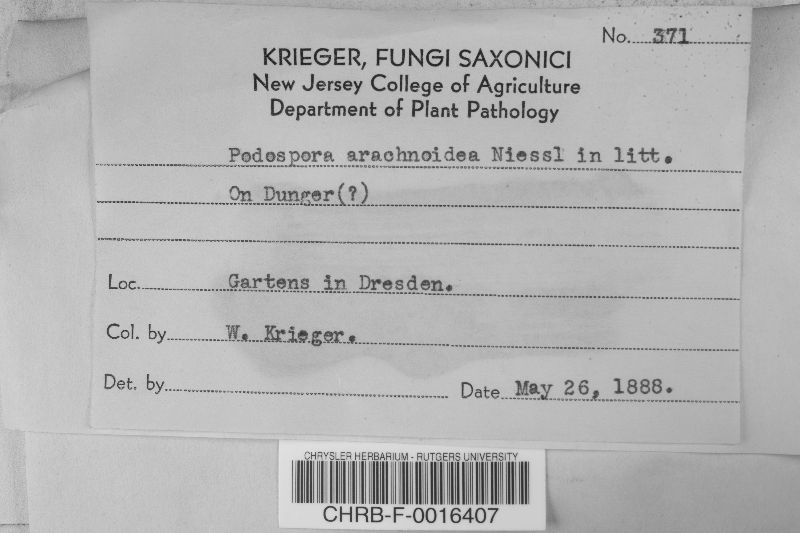 No. 371
KRIEGER, FUNGI SAXONICI
New Jersey College of Agriculture
Department of Plant Pathology
Podospora arachnoidea Niessl in litt.
On Dunger(?)
Loc. Gartens in Dresden.
Col. by W. Krieger.
Det. by
Date May 26, 1888.
CHRYSLER HERBARIUM - RUTGERS UNIVERSITY
CHRB-F-0016407